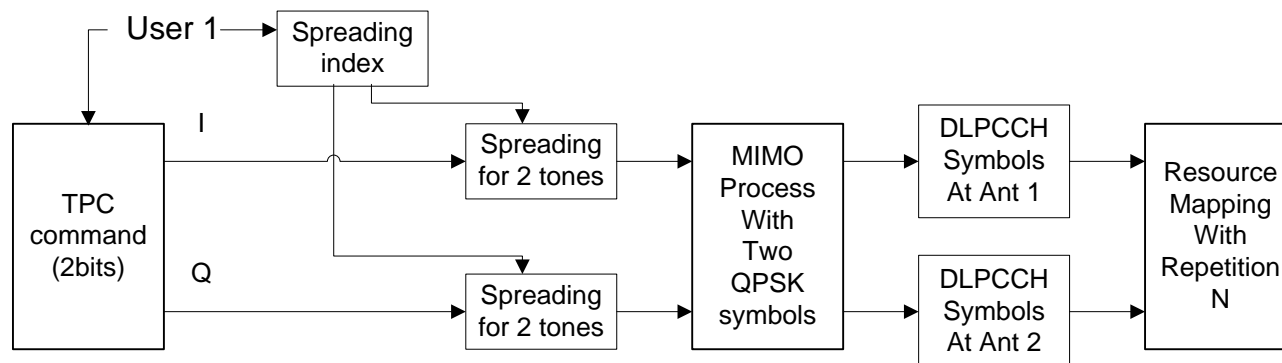 User 1
Spreading
index
I
TPC
command
(2bits)
Q
Spreading
for 2 tones
Spreading
for 2 tones
MIMO
Process
With
Two
QPSK
symbols
DLPCCH
Symbols
At Ant 1
DLPCCH
Symbols
At Ant 2
Resource
Mapping
With
Repetition
N